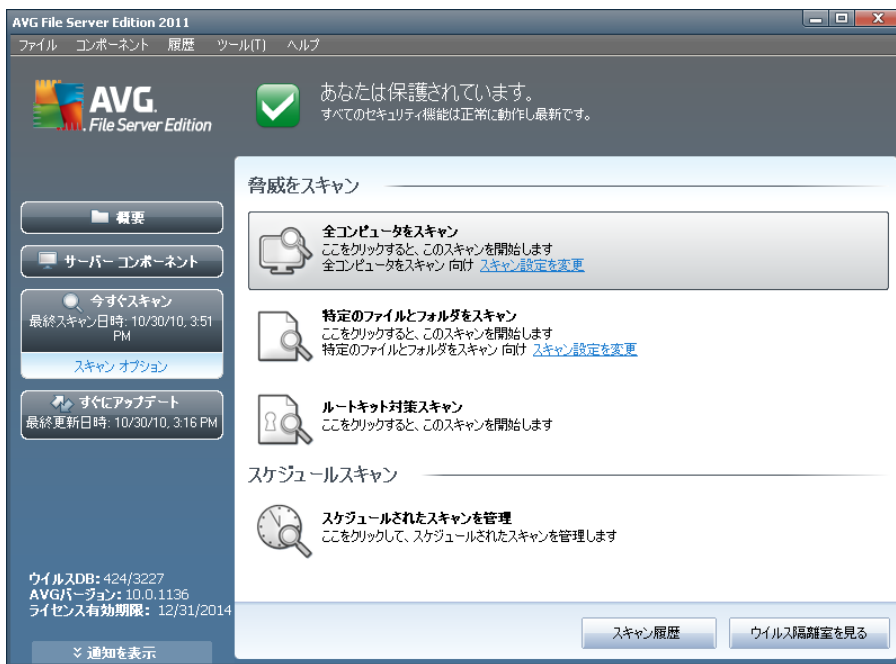 AVG File Server Edition 2011
ファイル コンポーネント 履歴 ツール(T) ヘルプ
AVG.
File Server Edition
あなたは保護されています。
すべてのセキュリティ機能は正常に動作し最新です。
概要
サーバー コンポーネント
今すぐスキャン
最終スキャン日時: 10/30/10, 3:51
PM
スキャン オプション
すぐにアップデート
最終更新日時: 10/30/10, 3:16 PM
ウイルスDB: 424/3227
AVGバージョン: 10.0.1136
ライセンス有効期限: 12/31/2014
通知を表示
脅威をスキャン
全コンピュータをスキャン
ここをクリックすると、このスキャンを開始します
全コンピュータをスキャン 向け スキャン設定を変更
特定のファイルとフォルダをスキャン
ここをクリックすると、このスキャンを開始します
特定のファイルとフォルダをスキャン 向け スキャン設定を変更
ルートキット対策スキャン
ここをクリックすると、このスキャンを開始します
スケジュールスキャン
スケジュールされたスキャンを管理
ここをクリックして、スケジュールされたスキャンを管理します
スキャン履歴
ウイルス隔離室を見る